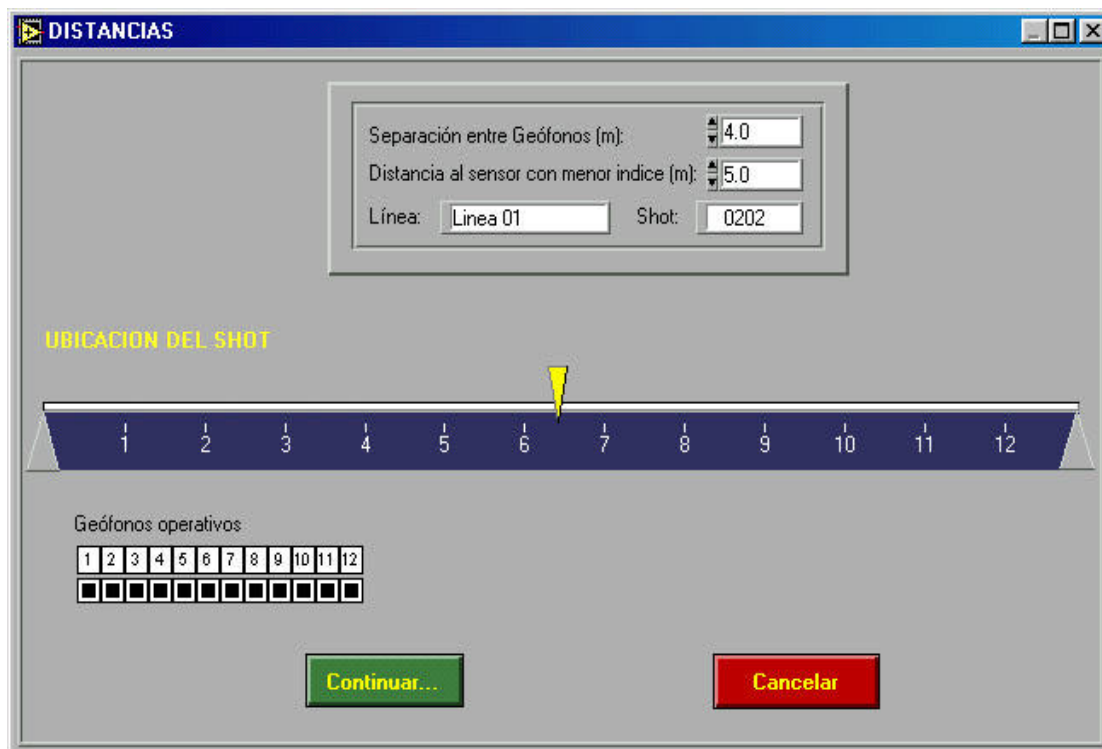 DISTANCIAS
Separación entre Geófonos (m): 4.0
Distancia al sensor con menor indice (m): 5.0
Línea: Linea 01 Shot: 0202
UBICACION DEL SHOT
1 2 3 4 5 6 7 8 9 10 11 12
Geófonos operativos
1 2 3 4 5 6 7 8 9 10 11 12
Continuar... Cancelar